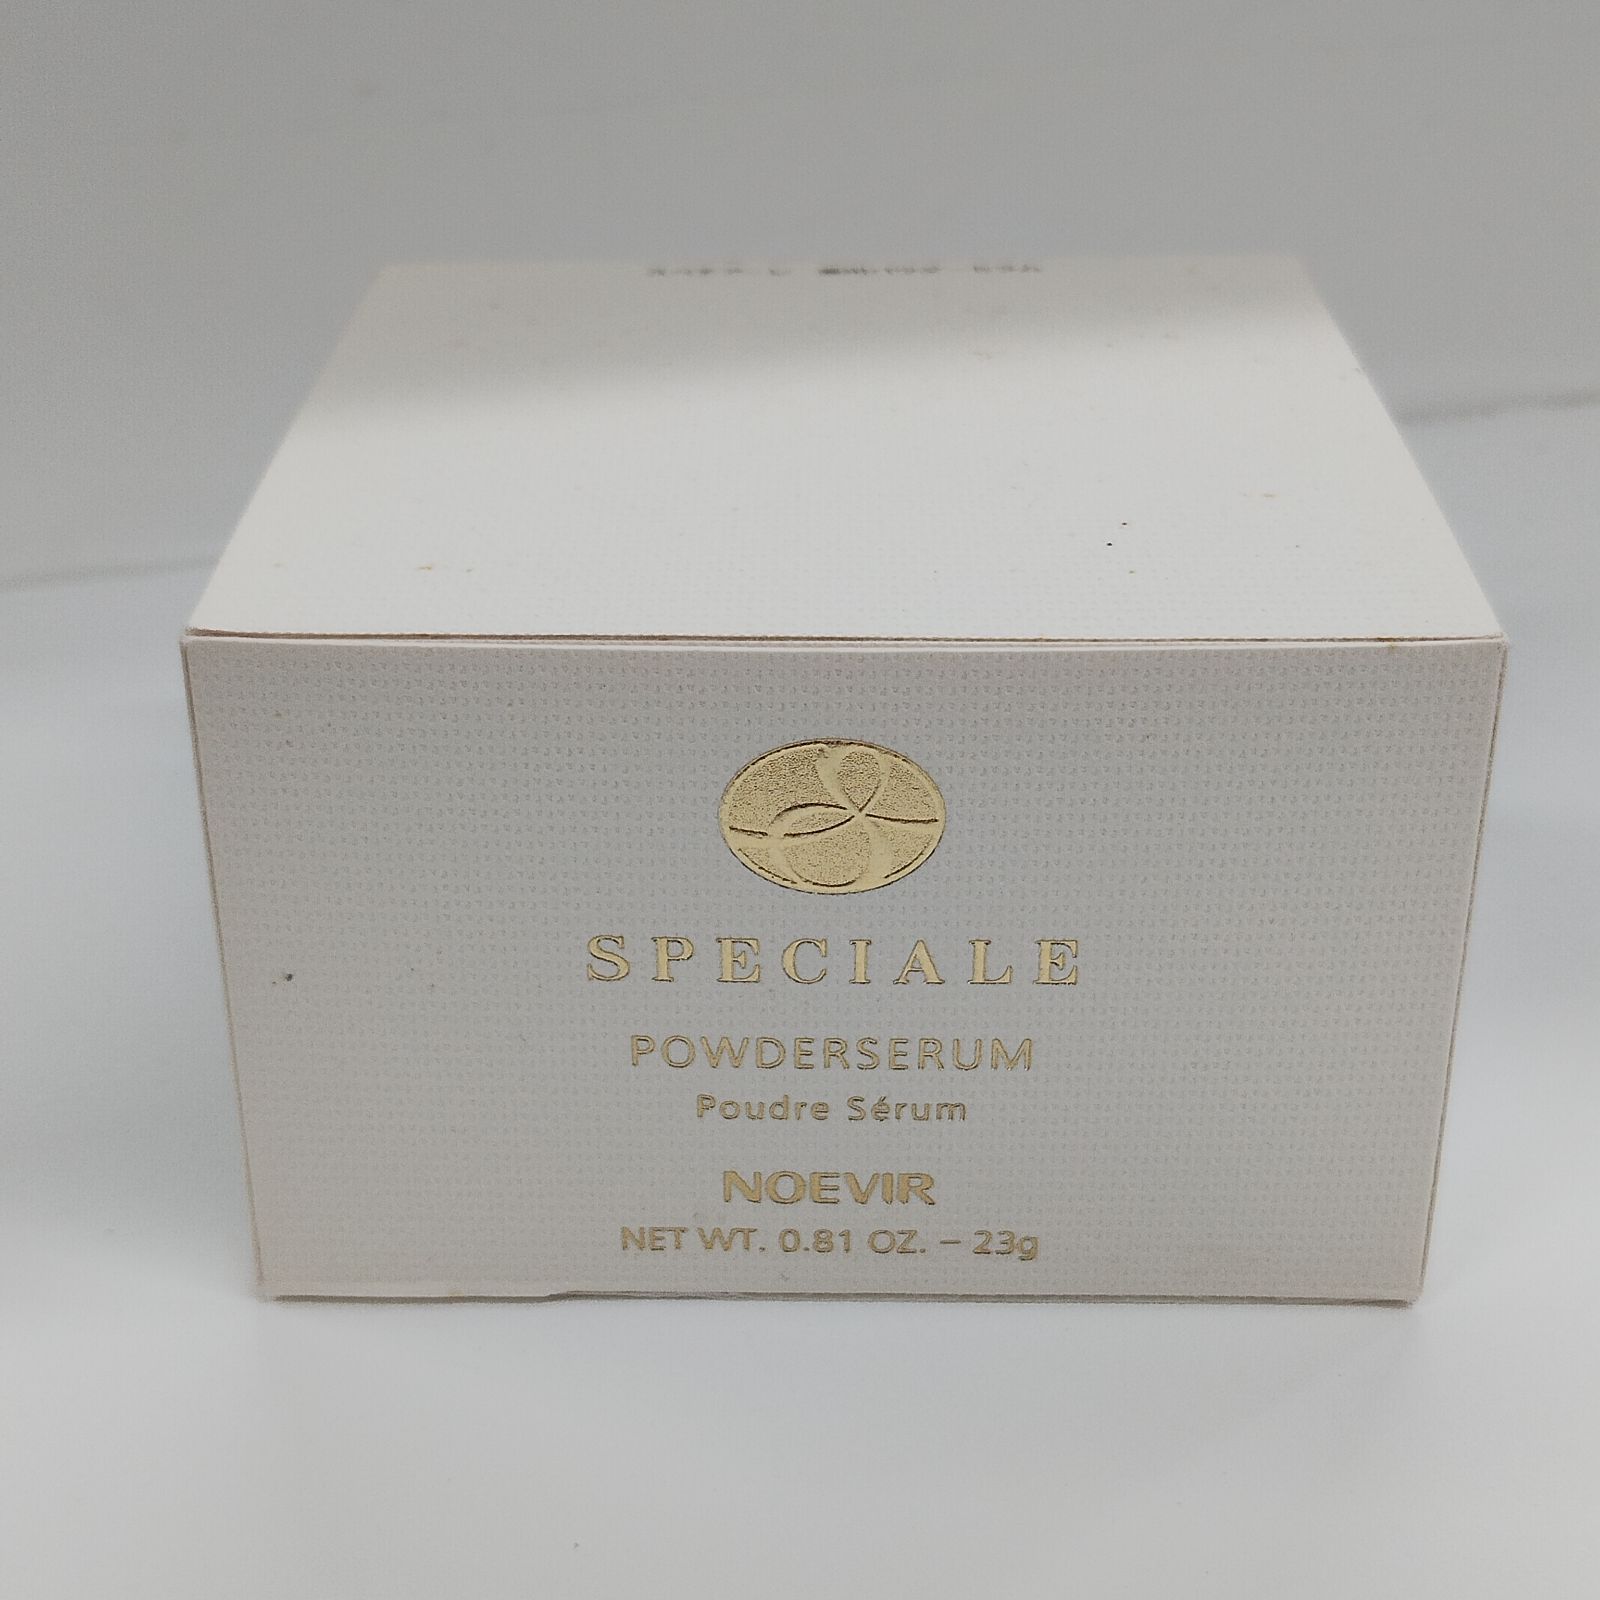 SPECIALE
POWDERSERUM
Poudre Sérum
NOEVIR
NET WT. 0.81 OZ. – 23g